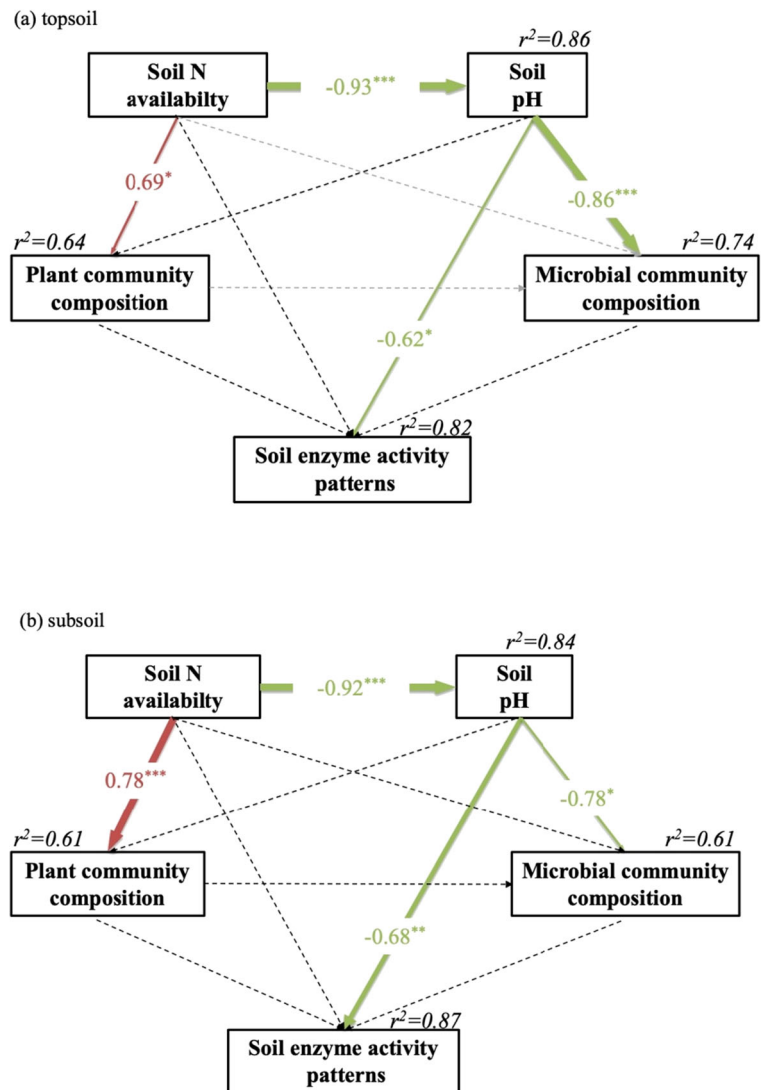 (a) topsoil
r²=0.86
Soil N
availabilty
-0.93***
Soil
pH
0.69*
-0.86***
r²=0.64
r²=0.74
Plant community
composition
Microbial community
composition
-0.62*
r²=0.82
Soil enzyme activity
patterns
(b) subsoil
r²=0.84
Soil N
availabilty
-0.92***
Soil
pH
0.78***
-0.78*
r²=0.61
r²=0.61
Plant community
composition
Microbial community
composition
-0.68**
r²=0.87
Soil enzyme activity
patterns